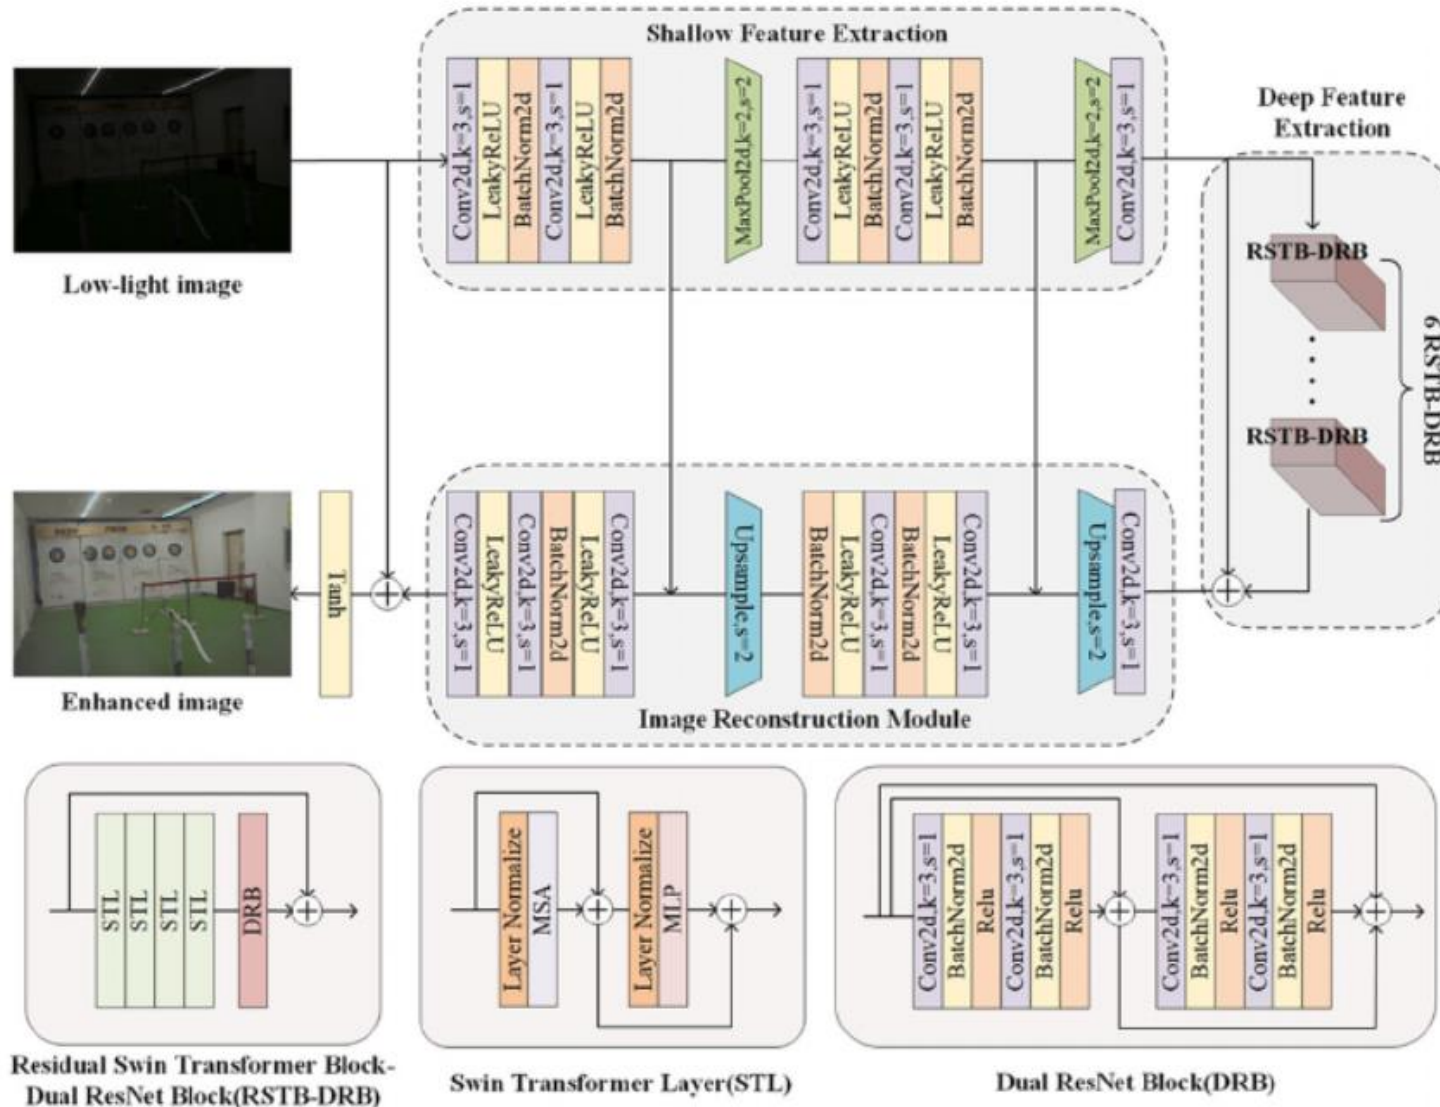 Shallow Feature Extraction
Conv2d,k=3,s=1
LeakyReLU
BatchNorm2d
Conv2d,k=3,s=1
LeakyReLU
BatchNorm2d
MaxPool2d,k=2,s=2
Conv2d,k=3,s=1
LeakyReLU
BatchNorm2d
Conv2d,k=3,s=1
LeakyReLU
BatchNorm2d
MaxPool2d,k=2,s=2
Conv2d,k=3,s=1
Deep Feature
Extraction
Low-light image
RSTB-DRB
RSTB-DRB
6 RSTB-DRB
Tanh
Conv2d,k=3,s=1
LeakyReLU
Conv2d,k=3,s=1
BatchNorm2d
LeakyReLU
Conv2d,k=3,s=1
Upsample,s=2
BatchNorm2d
LeakyReLU
Conv2d,k=3,s=1
BatchNorm2d
LeakyReLU
Conv2d,k=3,s=1
Upsample,s=2
Conv2d,k=3,s=1
Enhanced image
Image Reconstruction Module
STL
STL
STL
STL
DRB
Layer Normalize
MSA
Layer Normalize
MLP
Conv2d,k=3,s=1
BatchNorm2d
Relu
Conv2d,k=3,s=1
BatchNorm2d
Relu
Conv2d,k=3,s=1
BatchNorm2d
Relu
Conv2d,k=3,s=1
BatchNorm2d
Relu
Residual Swin Transformer Block-
Dual ResNet Block(RSTB-DRB)
Swin Transformer Layer(STL)
Dual ResNet Block(DRB)